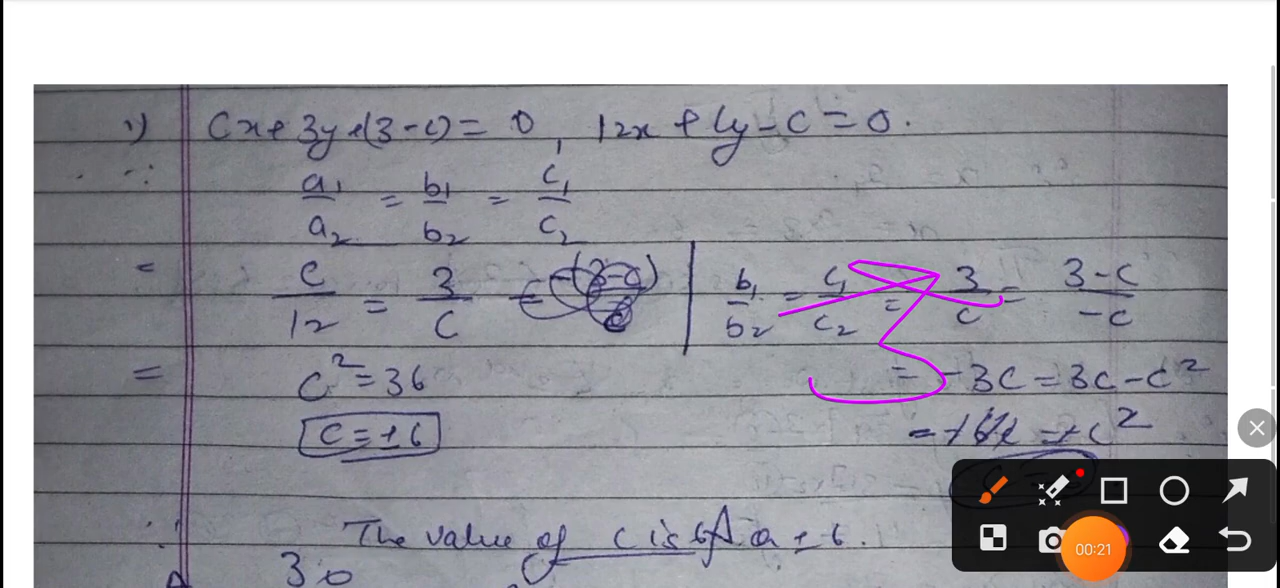 1) Cx + 3y + (3 - c) = 0, 12x + Cy - C = 0.
∵ a₁/a₂ = b₁/b₂ = c₁/c₂
= C/12 = 3/C
b₁/b₂ = C₁/C₂ = 3/C = 3-C/-C
= C² = 36
= -3C = 3C - C²
C = ±6
The value of C is
30
00:21